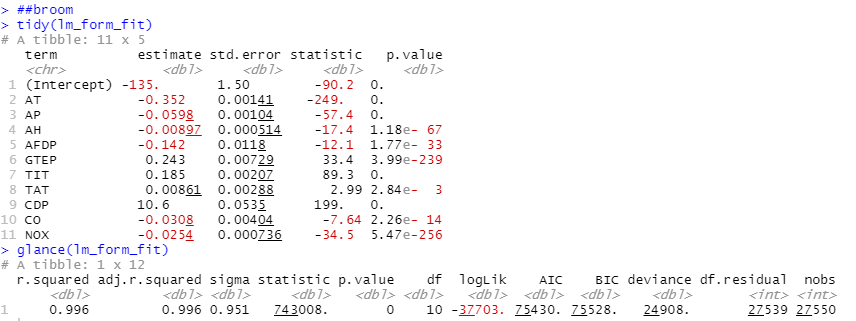 > ##broom
> tidy(lm_form_fit)
# A tibble: 11 x 5
   term         estimate std.error statistic   p.value
   <chr>           <dbl>     <dbl>     <dbl>     <dbl>
 1 (Intercept) -135.      1.50        -90.2  0.
 2 AT            -0.352   0.00141    -249.   0.
 3 AP            -0.0598  0.00104     -57.4  0.
 4 AH            -0.00897 0.000514    -17.4  1.18e- 67
 5 AFDP          -0.142   0.0118      -12.1  1.77e- 33
 6 GTEP           0.243   0.00729      33.4  3.99e-239
 7 TIT            0.185   0.00207      89.3  0.
 8 TAT            0.00861 0.00288       2.99 2.84e-  3
 9 CDP           10.6     0.0535      199.   0.
10 CO            -0.0308  0.00404      -7.64 2.26e- 14
11 NOX           -0.0254  0.000736    -34.5  5.47e-256
> glance(lm_form_fit)
# A tibble: 1 x 12
  r.squared adj.r.squared sigma statistic p.value    df  logLik    AIC    BIC deviance df.residual  nobs
      <dbl>         <dbl> <dbl>     <dbl>   <dbl> <dbl>   <dbl>  <dbl>  <dbl>    <dbl>       <int> <int>
1     0.996         0.996 0.951   743008.       0    10 -37703. 75430. 75528.   24908.       27539 27550